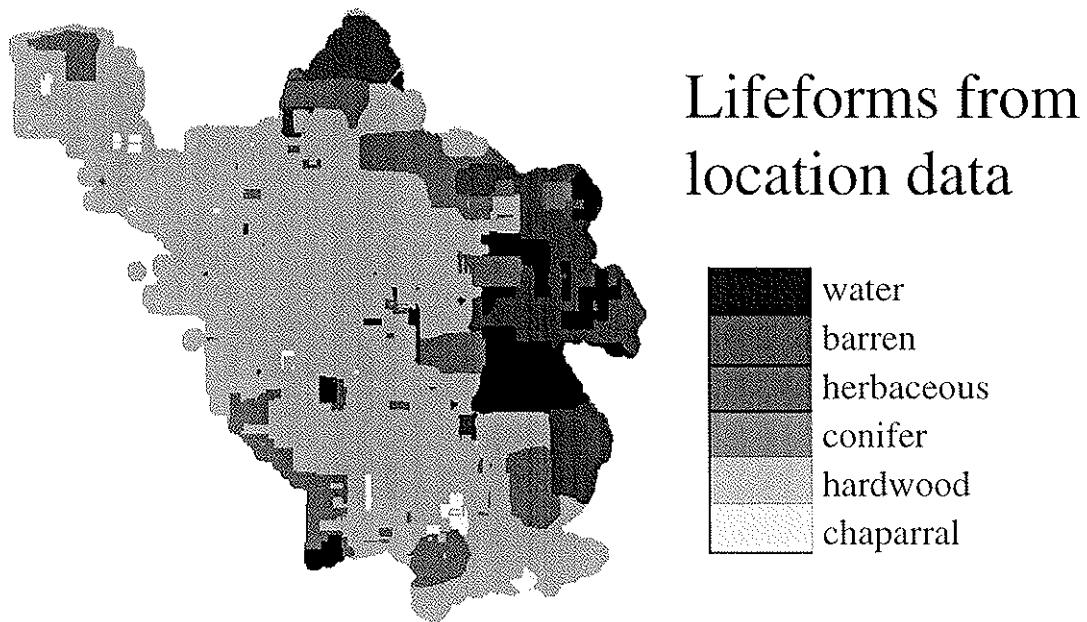 Lifeforms from
location data
water
barren
herbaceous
conifer
hardwood
chaparral